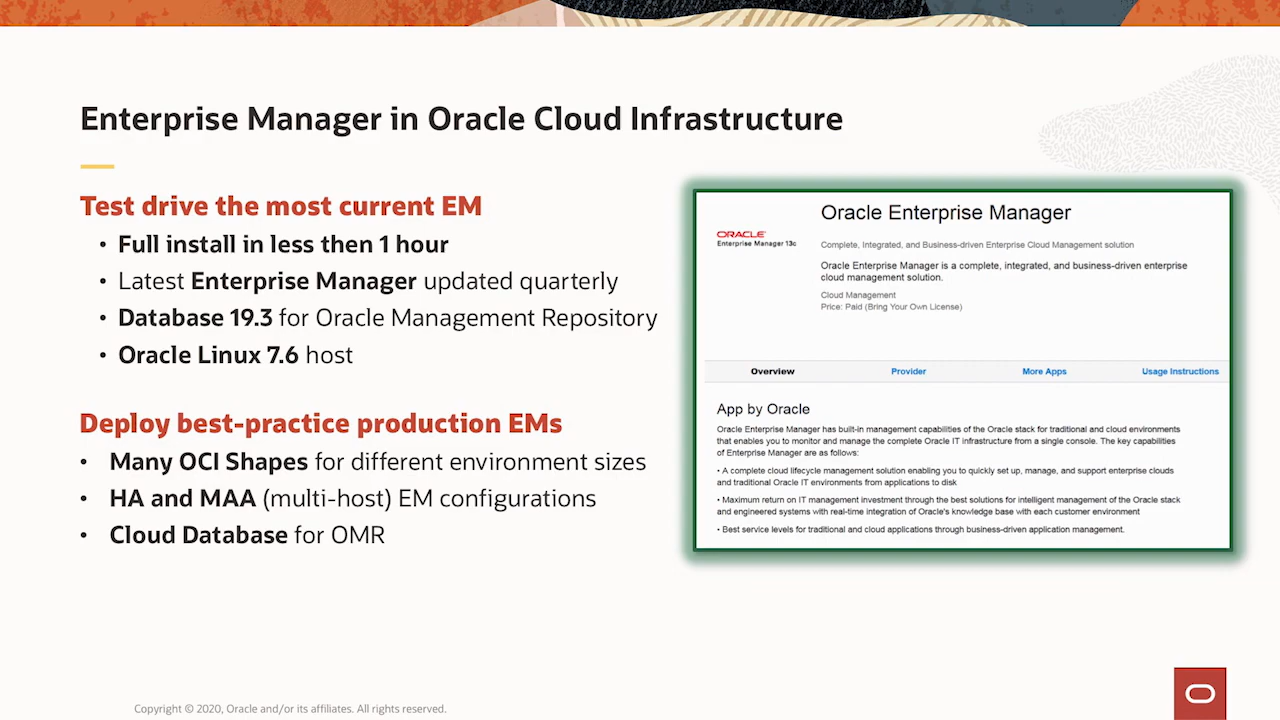 Enterprise Manager in Oracle Cloud Infrastructure
Test drive the most current EM
• Full install in less then 1 hour
• Latest Enterprise Manager updated quarterly
• Database 19.3 for Oracle Management Repository
• Oracle Linux 7.6 host
Deploy best-practice production EMs
• Many OCI Shapes for different environment sizes
• HA and MAA (multi-host) EM configurations
• Cloud Database for OMR
ORACLE
Enterprise Manager 13c
Oracle Enterprise Manager
Complete, Integrated, and Business-driven Enterprise Cloud Management solution
Oracle Enterprise Manager is a complete, integrated, and business-driven enterprise
cloud management solution.
Cloud Management
Price: Paid (Bring Your Own License)
Overview Provider More Apps Usage Instructions
App by Oracle
Oracle Enterprise Manager has built-in management capabilities of the Oracle stack for traditional and cloud environments
that enables you to monitor and manage the complete Oracle IT infrastructure from a single console. The key capabilities
of Enterprise Manager are as follows:
• A complete cloud lifecycle management solution enabling you to quickly set up, manage, and support enterprise clouds
and traditional Oracle IT environments from applications to disk
• Maximum return on IT management investment through the best solutions for intelligent management of the Oracle stack
and engineered systems with real-time integration of Oracle's knowledge base with each customer environment
• Best service levels for traditional and cloud applications through business-driven application management.
Copyright © 2020, Oracle and/or its affiliates. All rights reserved.